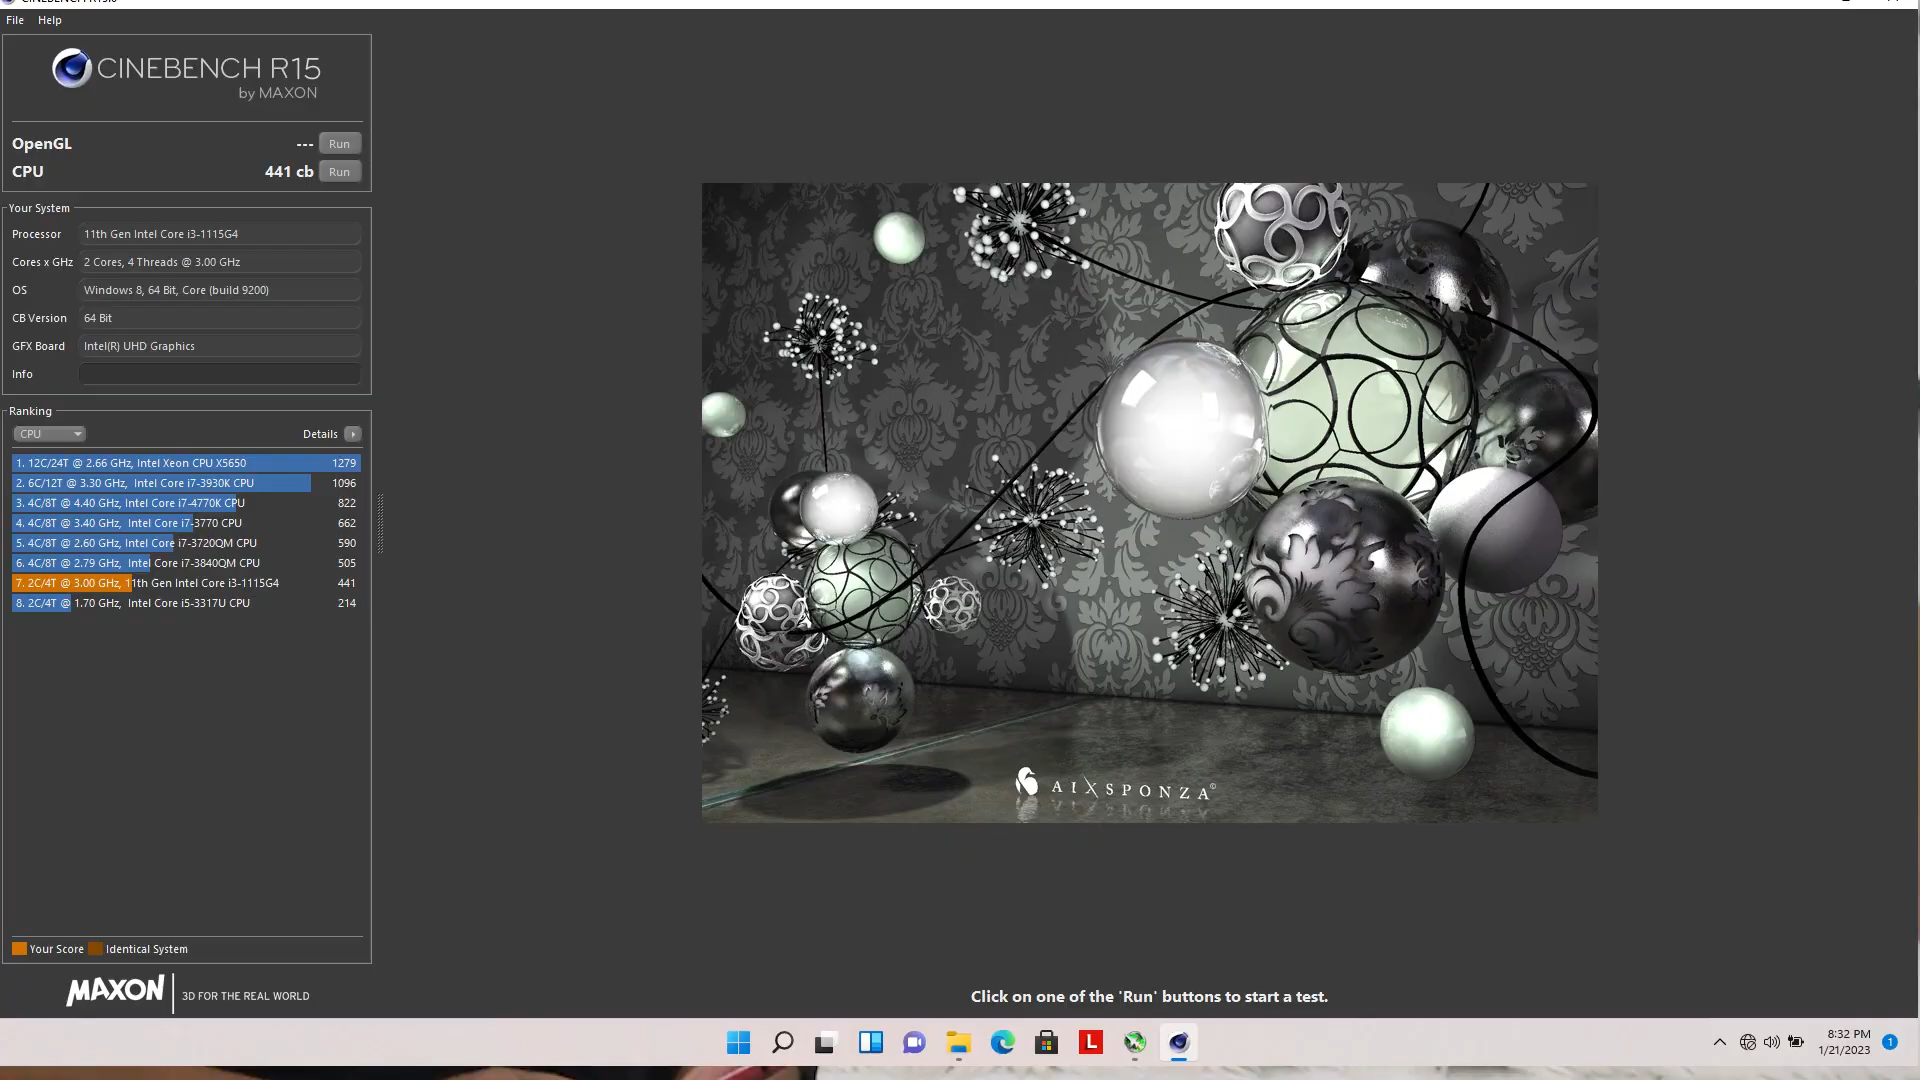 CINEBENCH R15.0
File Help
CINEBENCH R15
by MAXON
OpenGL --- Run
CPU 441 cb Run
Your System
Processor 11th Gen Intel Core i3-1115G4
Cores x GHz 2 Cores, 4 Threads @ 3.00 GHz
OS Windows 8, 64 Bit, Core (build 9200)
CB Version 64 Bit
GFX Board Intel(R) UHD Graphics
Info
Ranking
CPU Details
1. 12C/24T @ 2.66 GHz, Intel Xeon CPU X5650 1279
2. 6C/12T @ 3.30 GHz, Intel Core i7-3930K CPU 1096
3. 4C/8T @ 4.40 GHz, Intel Core i7-4770K CPU 822
4. 4C/8T @ 3.40 GHz, Intel Core i7-3770 CPU 662
5. 4C/8T @ 2.60 GHz, Intel Core i7-3720QM CPU 590
6. 4C/8T @ 2.79 GHz, Intel Core i7-3840QM CPU 505
7. 2C/4T @ 3.00 GHz, 11th Gen Intel Core i3-1115G4 441
8. 2C/4T @ 1.70 GHz, Intel Core i5-3317U CPU 214
AIXSPONZA©
Your Score Identical System
MAXON 3D FOR THE REAL WORLD
Click on one of the 'Run' buttons to start a test.
L
8:32 PM
1/21/2023
1